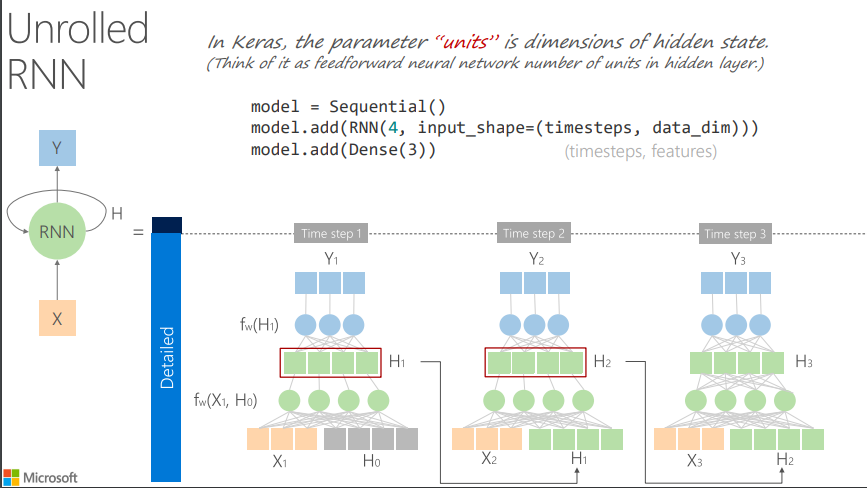 Unrolled
RNN
In Keras, the parameter “units” is dimensions of hidden state.
(Think of it as feedforward neural network number of units in hidden layer.)
model = Sequential()
model.add(RNN(4, input_shape=(timesteps, data_dim)))
model.add(Dense(3))
(timesteps, features)
Y
H
RNN
=
X
Detailed
Time step 1
Time step 2
Time step 3
Y1
Y2
Y3
fw(H1)
H1
H2
H3
fw(X1, H0)
X1
H0
X2
H1
X3
H2
Microsoft